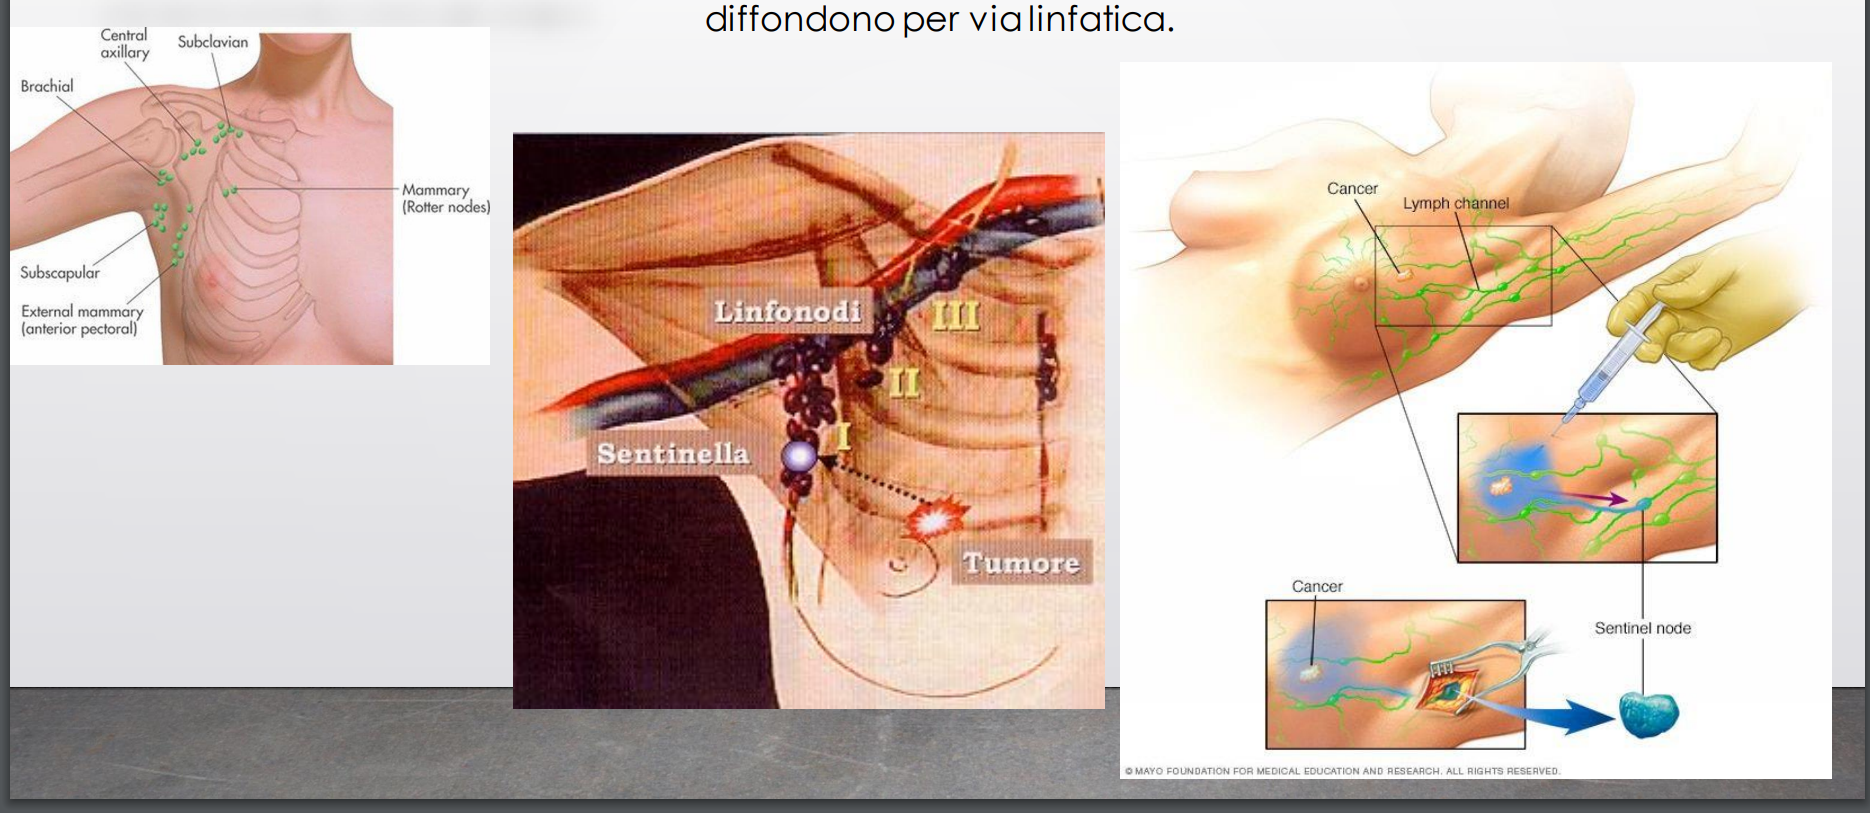 diffondono per via linfatica.
Central
axillary
Subclavian
Brachial
Mammary
(Rotter nodes)
Subscapular
External mammary
(anterior pectoral)
Linfonodi
III
II
I
Sentinella
Tumore
Cancer
Lymph channel
Cancer
Sentinel node
© MAYO FOUNDATION FOR MEDICAL EDUCATION AND RESEARCH. ALL RIGHTS RESERVED.